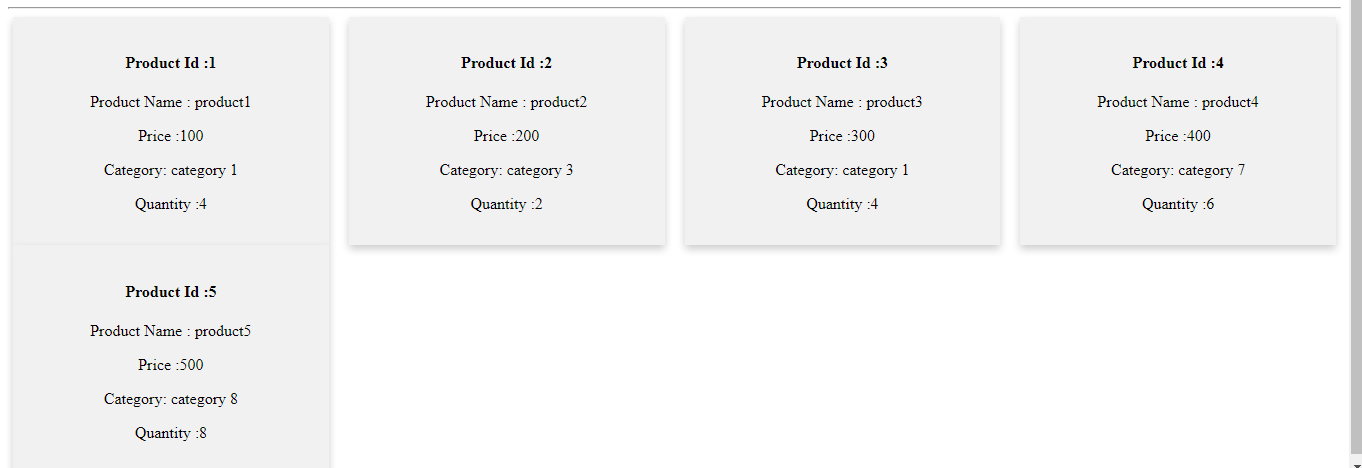 Product Id :1
Product Name : product1
Price :100
Category: category 1
Quantity :4
Product Id :2
Product Name : product2
Price :200
Category: category 3
Quantity :2
Product Id :3
Product Name : product3
Price :300
Category: category 1
Quantity :4
Product Id :4
Product Name : product4
Price :400
Category: category 7
Quantity :6
Product Id :5
Product Name : product5
Price :500
Category: category 8
Quantity :8